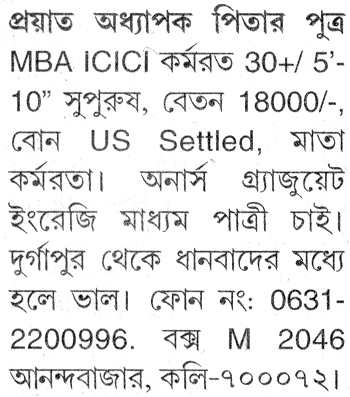 প্রয়াত অধ্যাপক পিতার পুত্র
MBA ICICI কর্মরত 30+/ 5'-
10” সুপুরুষ, বেতন 18000/-,
বোন US Settled, মাতা
কর্মরতা। অনার্স গ্র্যাজুয়েট
ইংরেজি মাধ্যম পাত্রী চাই।
দুর্গাপুর থেকে ধানবাদের মধ্যে
হলে ভাল। ফোন নং: 0631-
2200996. বক্স M 2046
আনন্দবাজার, কলি-৭০০০৭২।